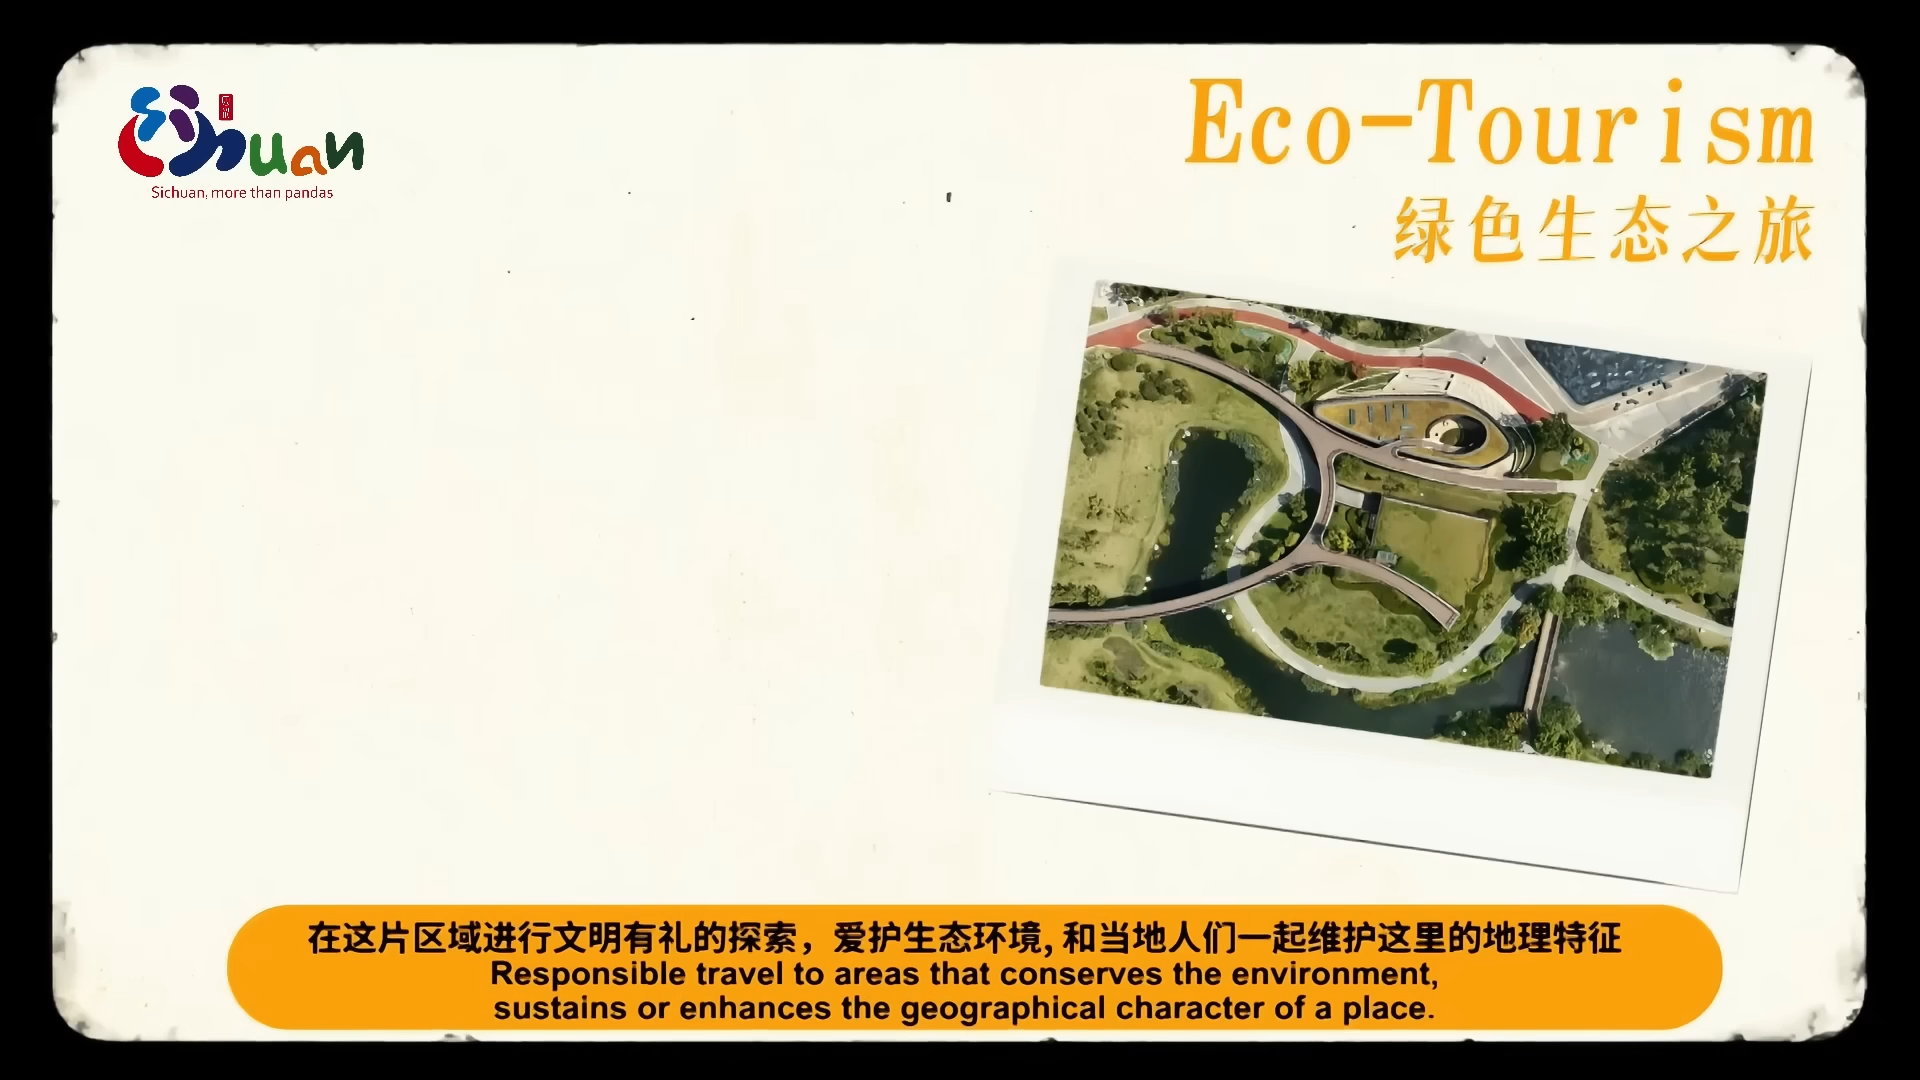 Sichuan
Sichuan, more than pandas
Eco-Tourism
绿色生态之旅
在这片区域进行文明有礼的探索，爱护生态环境, 和当地人们一起维护这里的地理特征
Responsible travel to areas that conserves the environment,
sustains or enhances the geographical character of a place.